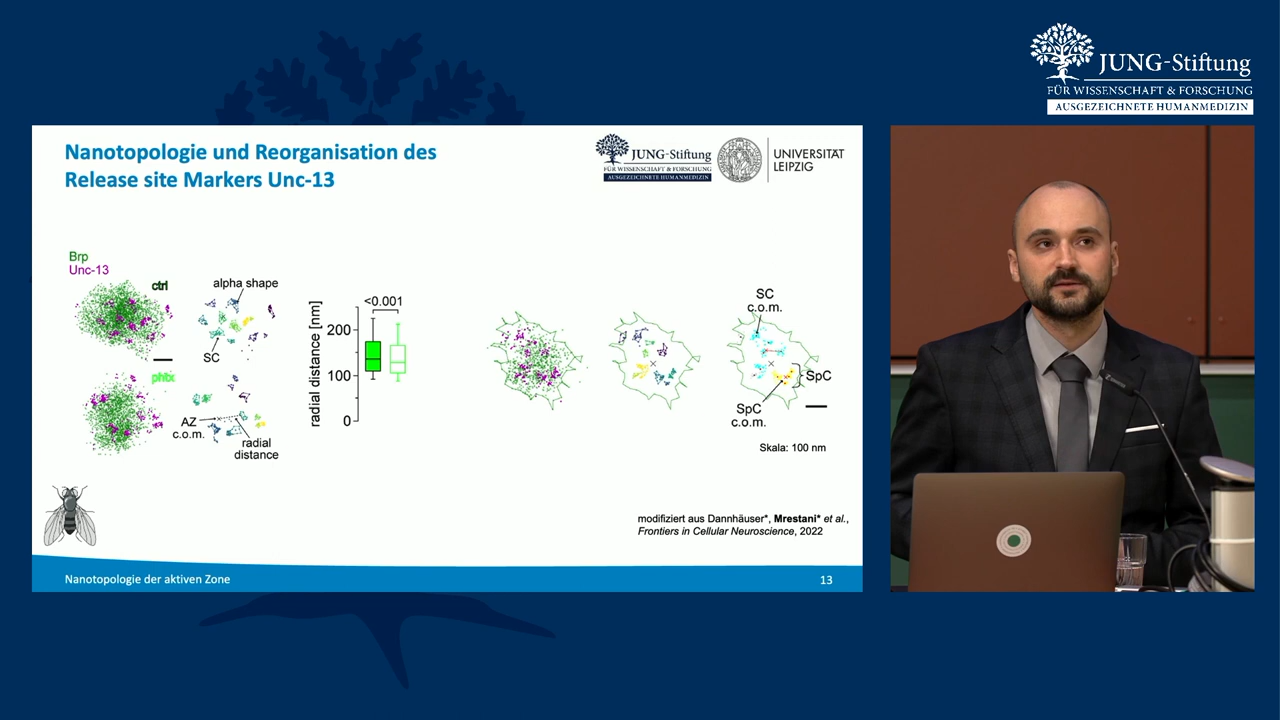 JUNG-Stiftung
FÜR WISSENSCHAFT & FORSCHUNG
AUSGEZEICHNETE HUMANMEDIZIN
Nanotopologie und Reorganisation des
Release site Markers Unc-13
JUNG-Stiftung
FÜR WISSENSCHAFT & FORSCHUNG
AUSGEZEICHNETE HUMANMEDIZIN
UNIVERSITÄT
LEIPZIG
Brp
Unc-13
ctrl
alpha shape
SC
phtx
AZ
c.o.m.
radial
distance
radial distance [nm]
<0.001
200
100
0
SC
c.o.m.
SpC
SpC
c.o.m.
Skala: 100 nm
modifiziert aus Dannhäuser*, Mrestani* et al.,
Frontiers in Cellular Neuroscience, 2022
Nanotopologie der aktiven Zone
13